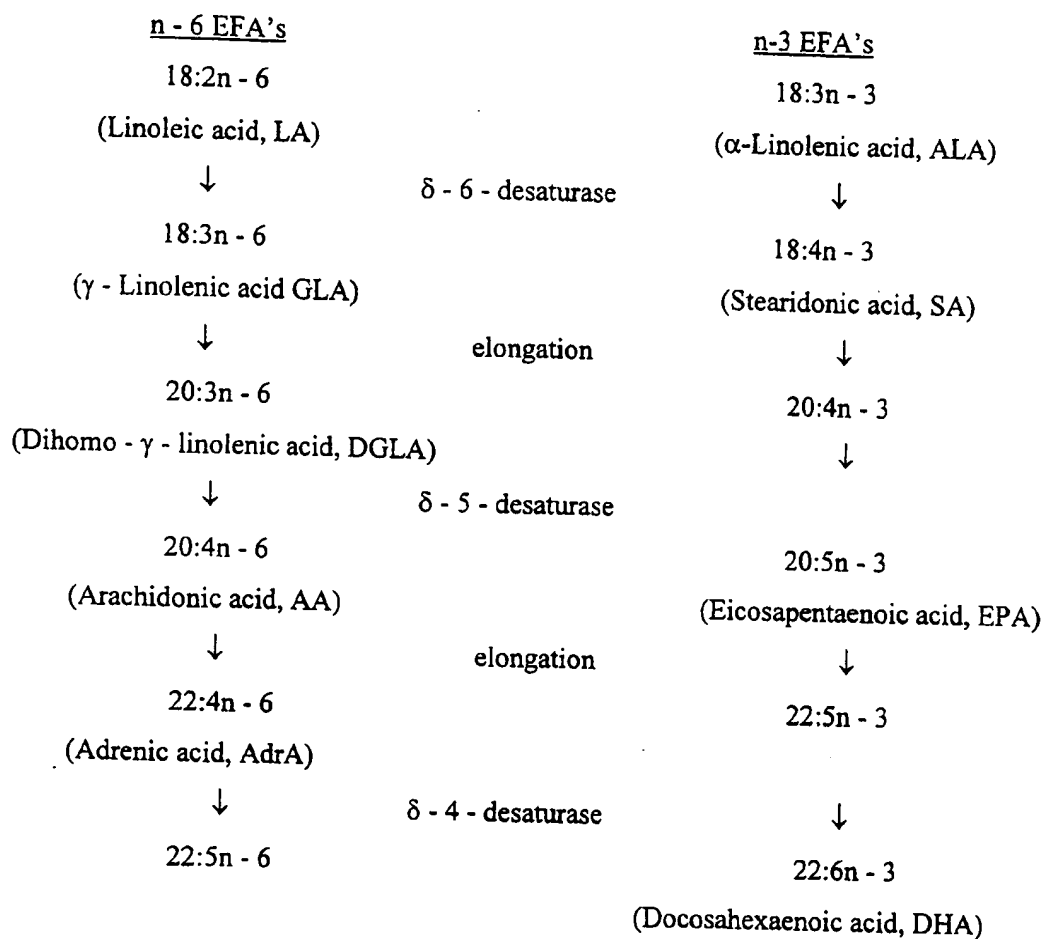 n - 6 EFA's
n-3 EFA's
18:2n - 6
18:3n - 3
(Linoleic acid, LA)
(α-Linolenic acid, ALA)
↓
↓
δ - 6 - desaturase
18:3n - 6
18:4n - 3
(γ - Linolenic acid GLA)
(Stearidonic acid, SA)
↓
↓
elongation
20:3n - 6
20:4n - 3
(Dihomo - γ - linolenic acid, DGLA)
↓
↓
δ - 5 - desaturase
20:4n - 6
20:5n - 3
(Arachidonic acid, AA)
(Eicosapentaenoic acid, EPA)
↓
↓
elongation
22:4n - 6
22:5n - 3
(Adrenic acid, AdrA)
↓
↓
δ - 4 - desaturase
22:5n - 6
22:6n - 3
(Docosahexaenoic acid, DHA)